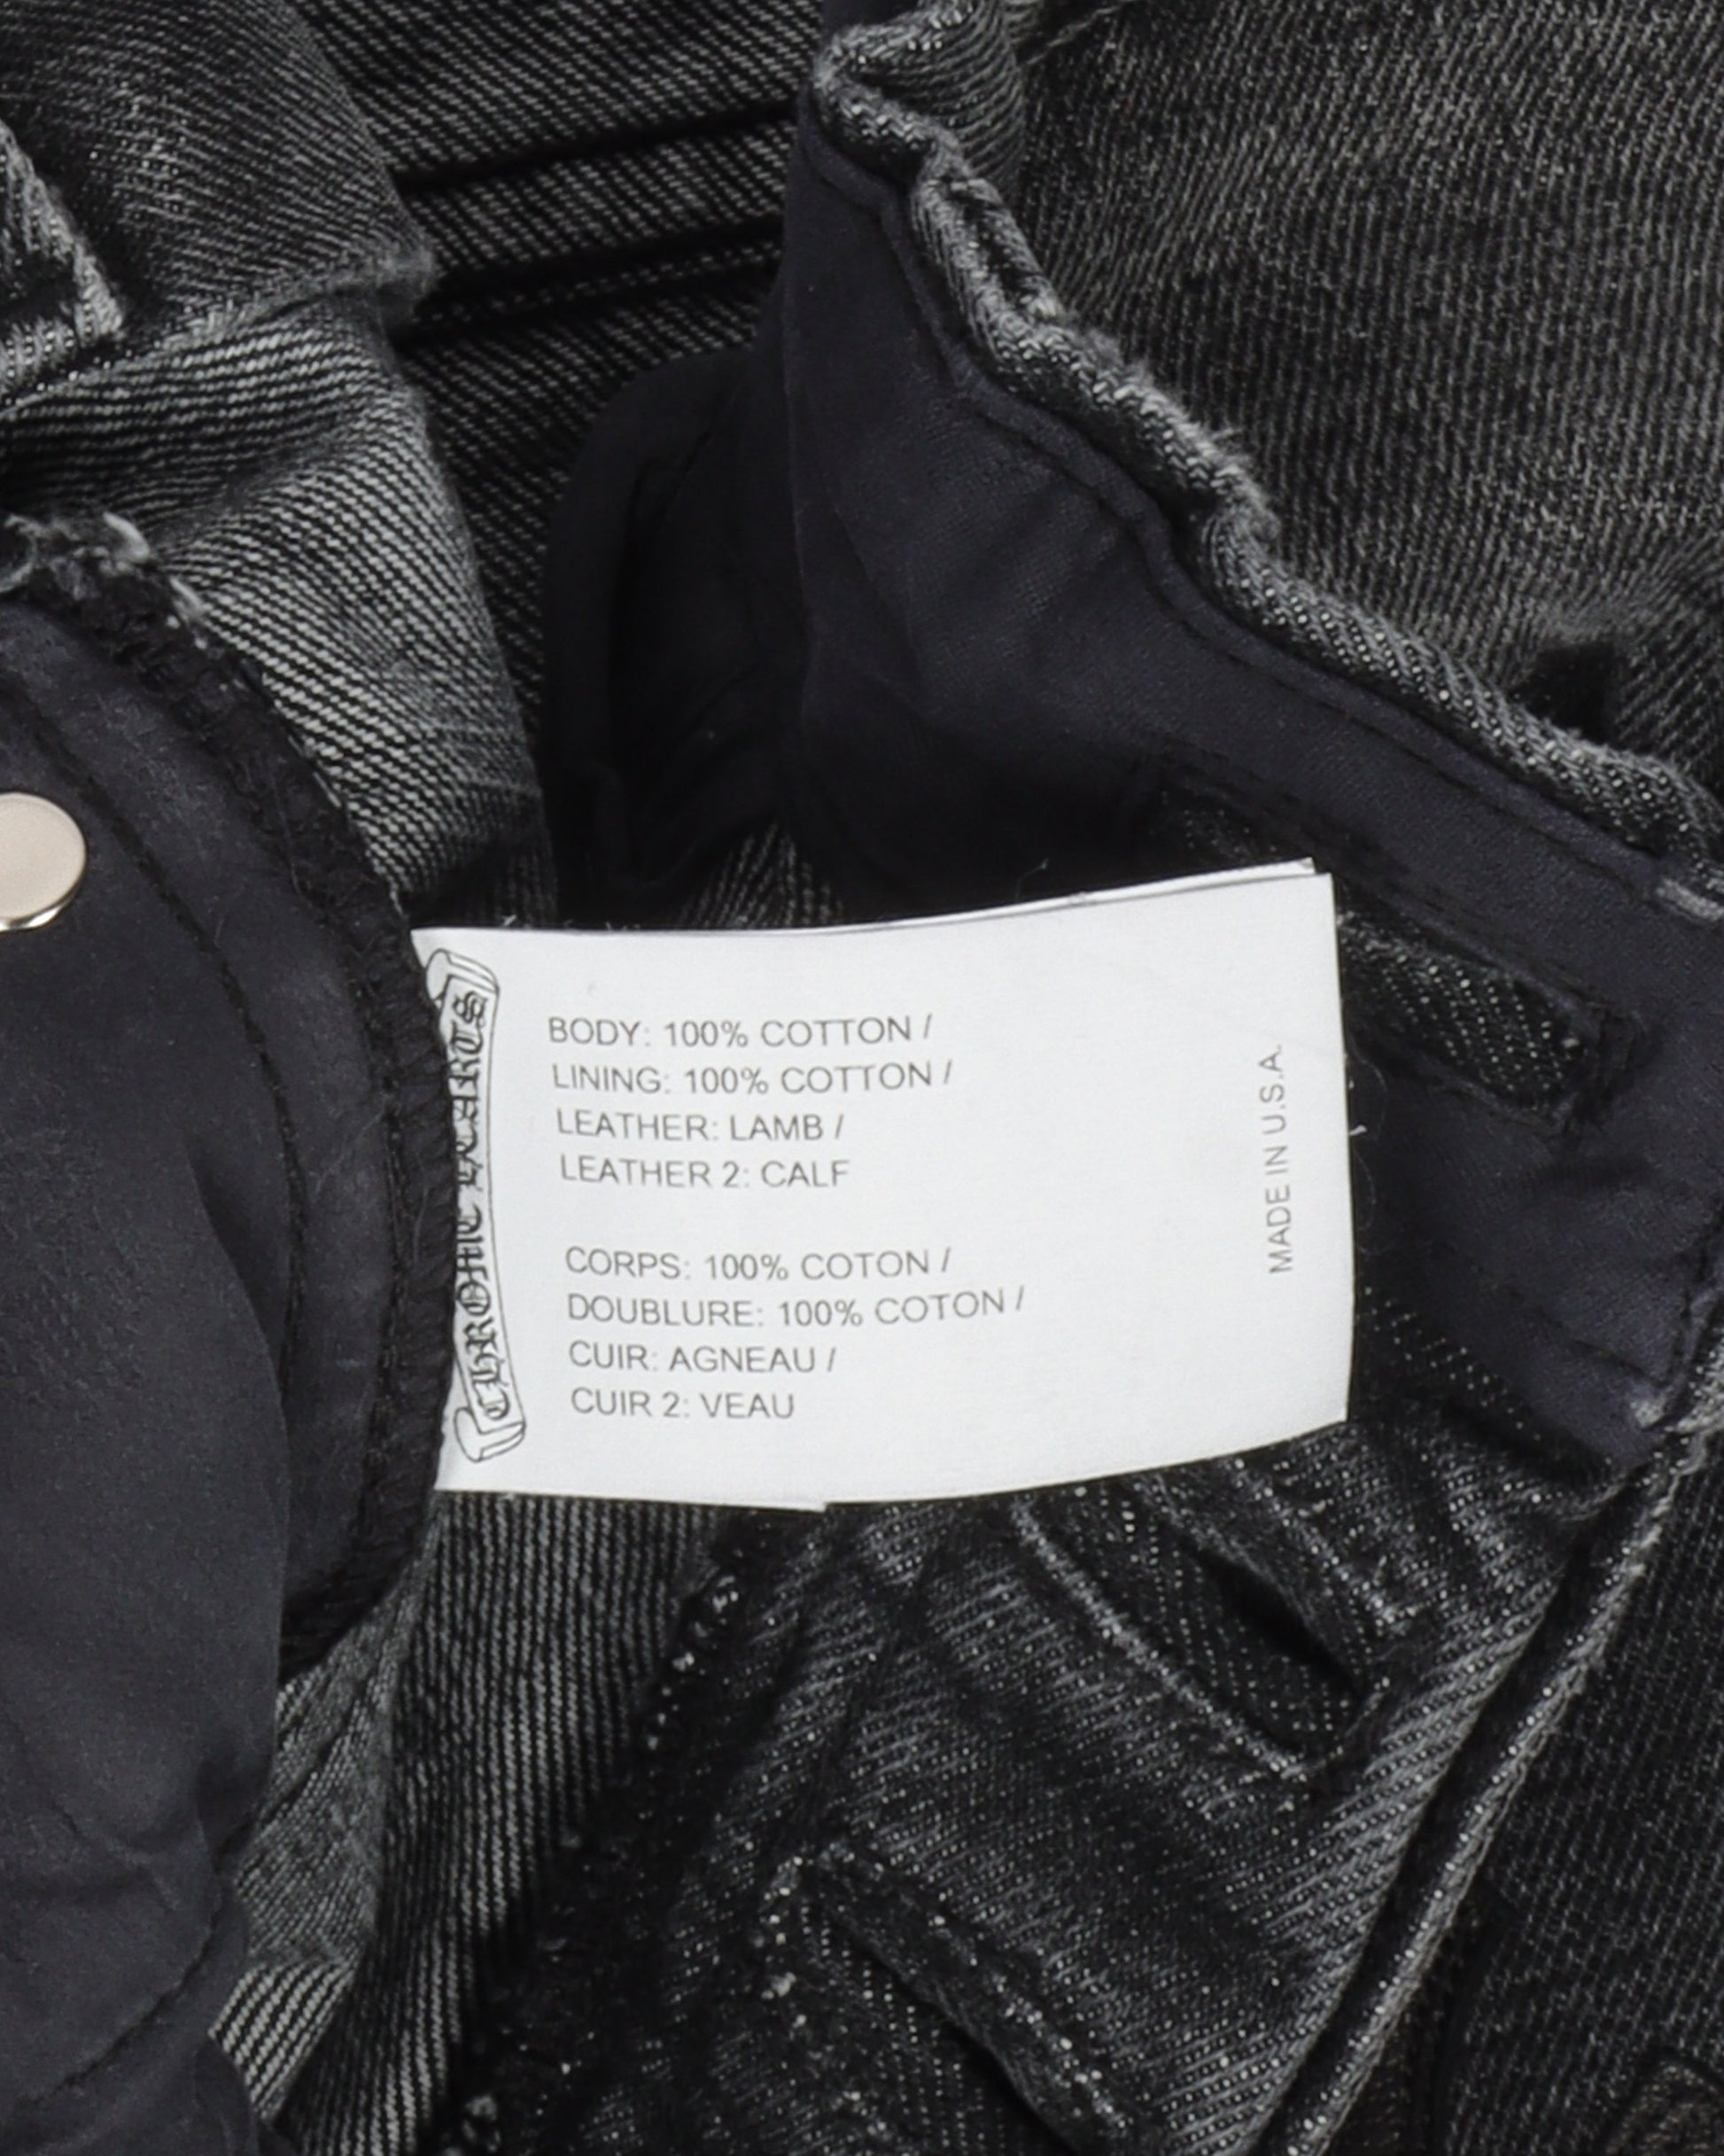 CHROME HEARTS
BODY: 100% COTTON /
LINING: 100% COTTON /
LEATHER: LAMB /
LEATHER 2: CALF
CORPS: 100% COTON /
DOUBLURE: 100% COTON /
CUIR: AGNEAU /
CUIR 2: VEAU
MADE IN U.S.A.